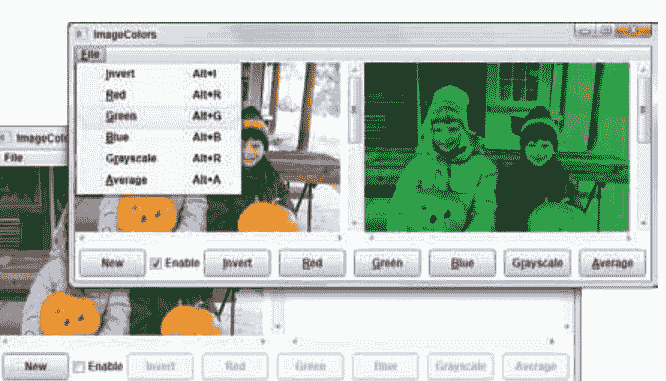 ImageColors
File
Invert Alt+I
Red Alt+R
Green Alt+G
Blue Alt+B
Grayscale Alt+R
Average Alt+A
New Enable Invert Red Green Blue Grayscale Average
ImageColo
File
New Enable Invert Red Green Blue Grayscale Average